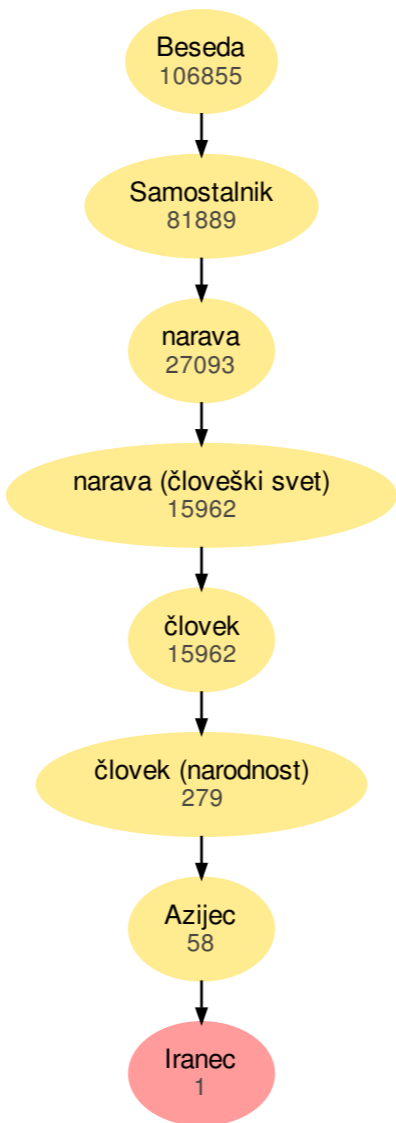 Beseda
106855
Samostalnik
81889
narava
27093
narava (človeški svet)
15962
človek
15962
človek (narodnost)
279
Azijec
58
Iranec
1